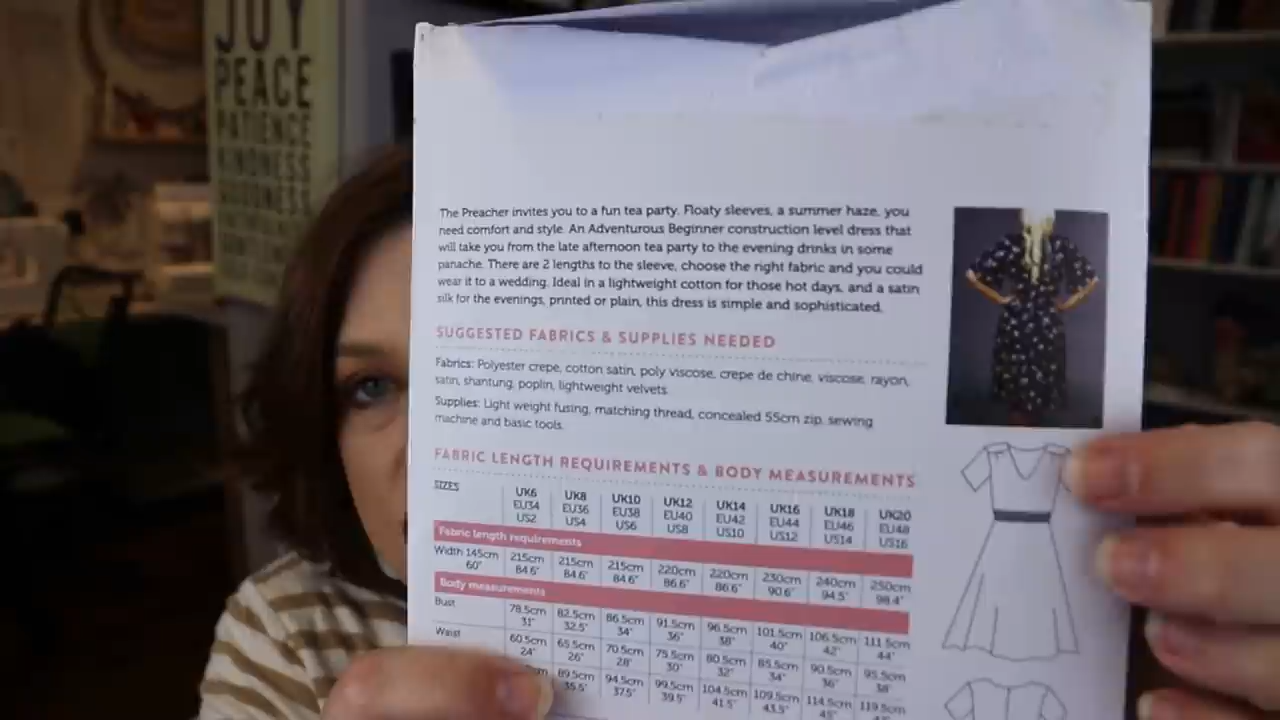 JOY
PEACE
PATIENCE
KINDNESS
GOODNESS
The Preacher invites you to a fun tea party. Floaty sleeves, a summer haze, you
need comfort and style. An Adventurous Beginner construction level dress that
will take you from the late afternoon tea party to the evening drinks in some
panache. There are 2 lengths to the sleeve, choose the right fabric and you could
wear it to a wedding. Ideal in a lightweight cotton for those hot days, and a satin
silk for the evenings, printed or plain, this dress is simple and sophisticated.
SUGGESTED FABRICS & SUPPLIES NEEDED
Fabrics: Polyester crepe, cotton satin, poly viscose, crepe de chine, viscose, rayon,
satin, shantung, poplin, lightweight velvets.
Supplies: Light weight fusing, matching thread, concealed 55cm zip, sewing
machine and basic tools.
FABRIC LENGTH REQUIREMENTS & BODY MEASUREMENTS
SIZES UK6 UK8 UK10 UK12 UK14 UK16 UK18 UK20
EU34 EU36 EU38 EU40 EU42 EU44 EU46 EU48
US2 US4 US6 US8 US10 US12 US14 US16
Fabric length requirements
Width 145cm 215cm 215cm 215cm 220cm 220cm 230cm 240cm 250cm
60" 84.6" 84.6" 84.6" 86.6" 86.6" 90.6" 94.5" 98.4"
Body measurements
Bust 78.5cm 82.5cm 86.5cm 91.5cm 96.5cm 101.5cm 106.5cm 111.5cm
31" 32.5" 34" 36" 38" 40" 42" 44"
Waist 60.5cm 65.5cm 70.5cm 75.5cm 80.5cm 85.5cm 90.5cm 95.5cm
24" 26" 28" 30" 32" 34" 36" 38"
89.5cm 94.5cm 99.5cm 104.5cm 109.5cm 114.5cm 119.5cm
35.5" 37.5" 39.5" 41.5" 43.5" 45"